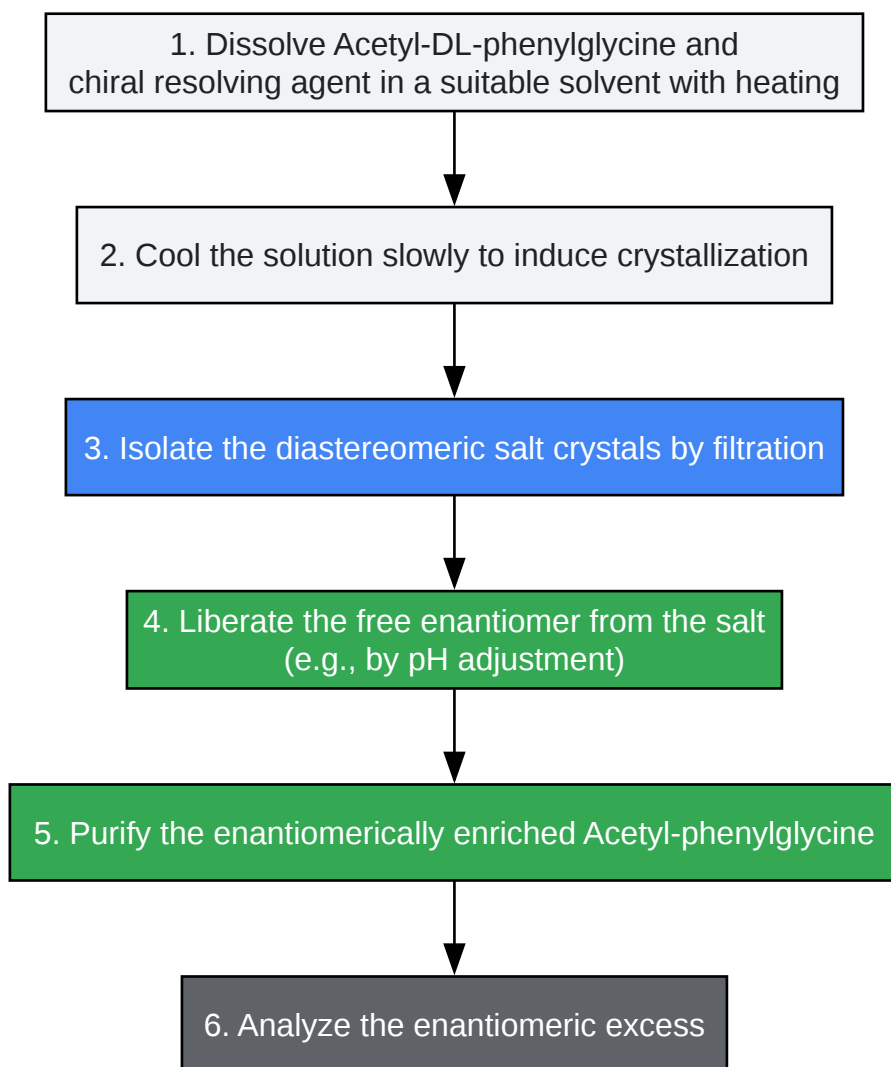 1. Dissolve Acetyl-DL-phenylglycine and
chiral resolving agent in a suitable solvent with heating
2. Cool the solution slowly to induce crystallization
3. Isolate the diastereomeric salt crystals by filtration
4. Liberate the free enantiomer from the salt
(e.g., by pH adjustment)
5. Purify the enantiomerically enriched Acetyl-phenylglycine
6. Analyze the enantiomeric excess